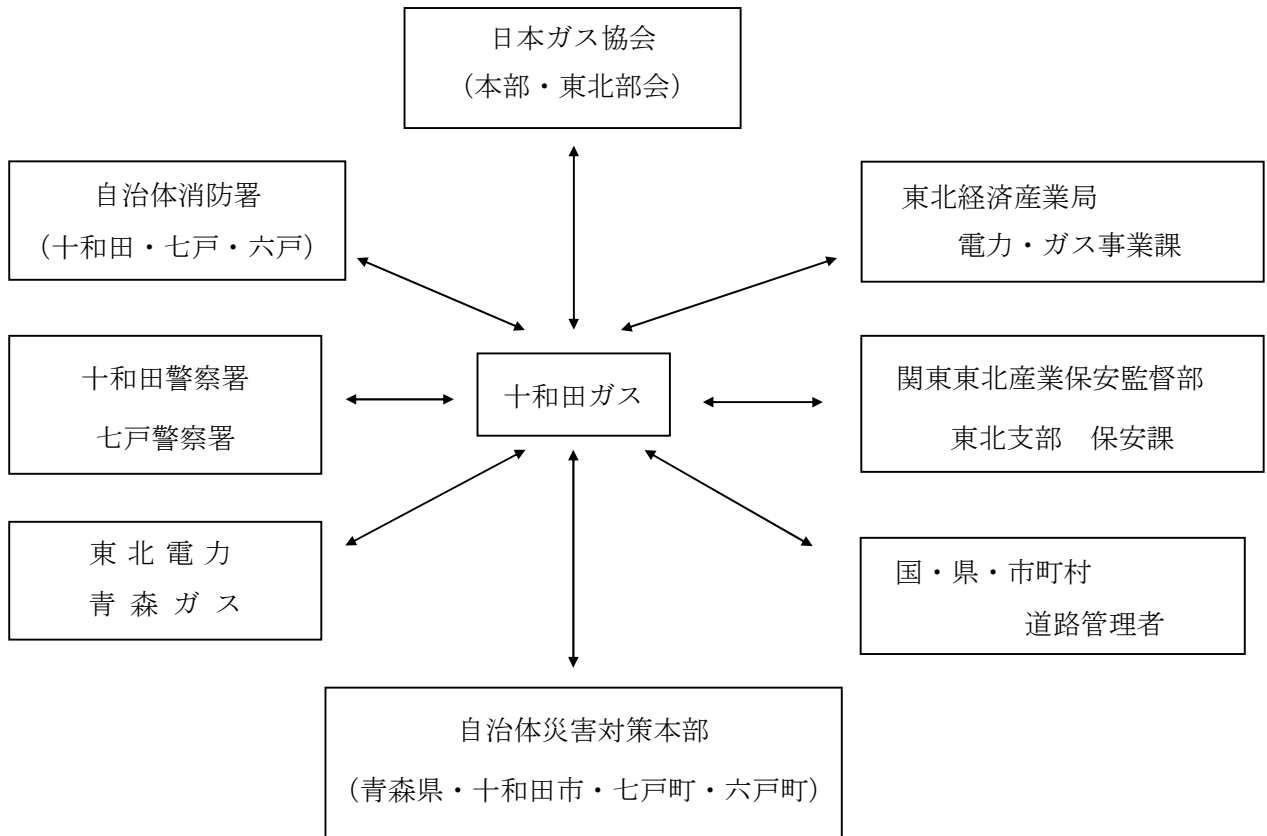 日本ガス協会
（本部・東北部会）
自治体消防署
（十和田・七戸・六戸）
東北経済産業局
電力・ガス事業課
十和田警察署
七戸警察署
十和田ガス
関東東北産業保安監督部
東北支部　保安課
東 北 電 力
青 森 ガ ス
国・県・市町村
道路管理者
自治体災害対策本部
（青森県・十和田市・七戸町・六戸町）